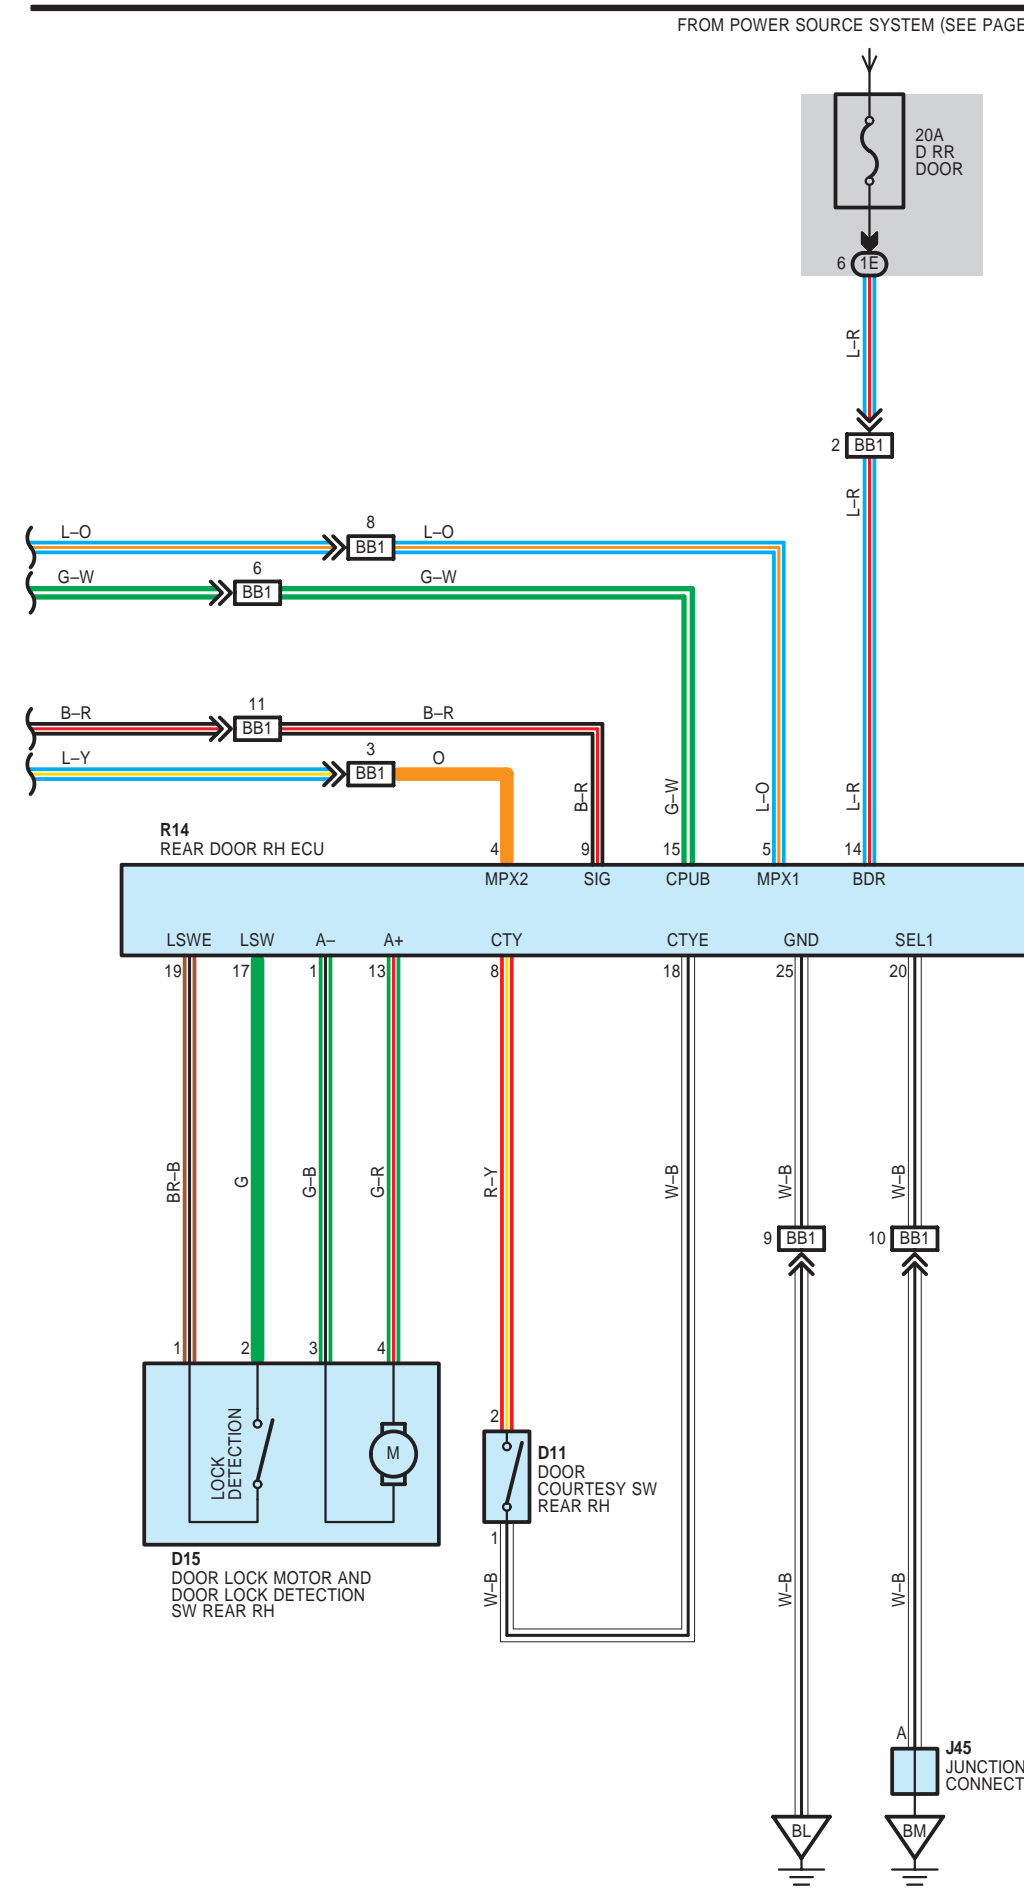 FROM POWER SOURCE SYSTEM (SEE PAGE
20A
D RR
DOOR
6 1E
L–R
2 BB1
L–R
L–O
8
BB1
L–O
G–W
6
BB1
G–W
B–R
11
BB1
B–R
L–Y
3
BB1
O
B–R
G–W
L–O
L–R
R14
REAR DOOR RH ECU
4 9 15 5 14
MPX2 SIG CPUB MPX1 BDR
LSWE LSW A– A+ CTY CTYE GND SEL1
19 17 1 13 8 18 25 20
BR–B
G
G–B
G–R
R–Y
W–B
W–B
W–B
9 BB1
10 BB1
1 2 3 4
LOCK
DETECTION
M
2
D11
DOOR
COURTESY SW
REAR RH
1
D15
DOOR LOCK MOTOR AND
DOOR LOCK DETECTION
SW REAR RH
W–B
W–B
W–B
A
J45
JUNCTION
CONNECT
BL
BM